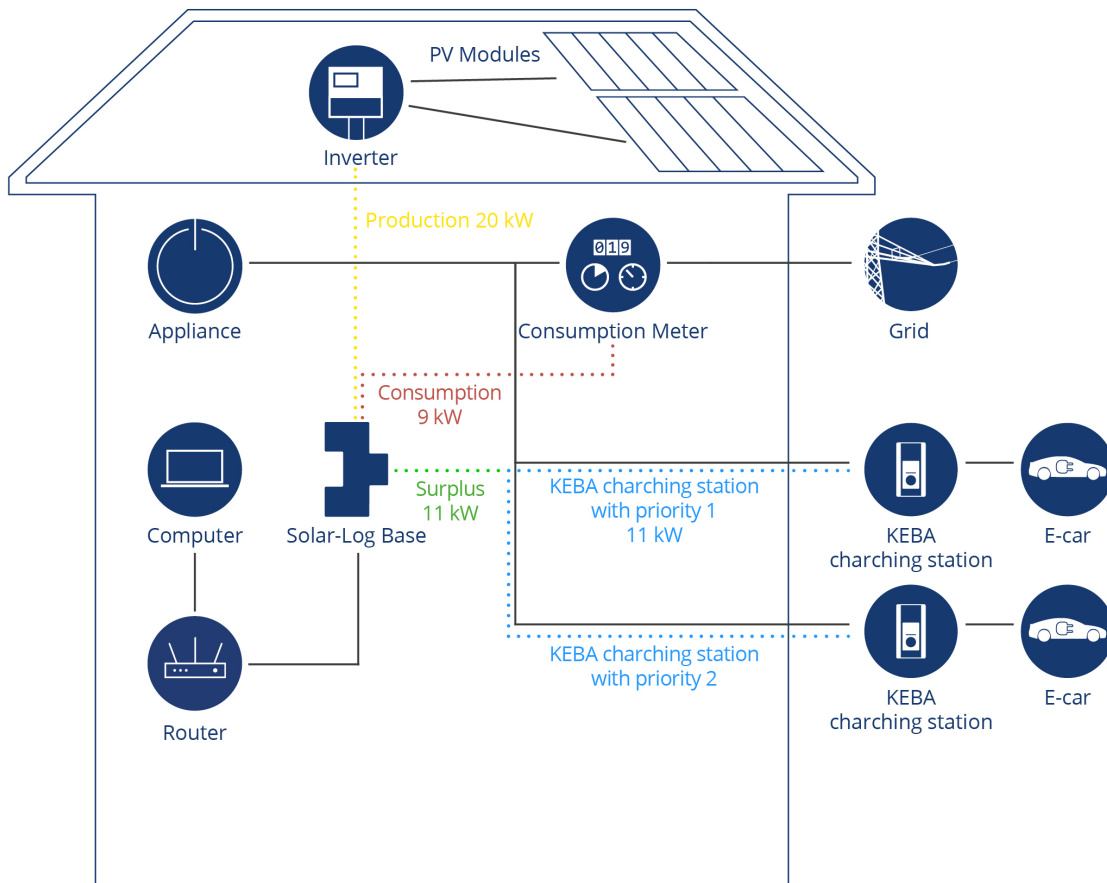 PV Modules
Inverter
Production 20 kW
019
Appliance
Consumption Meter
Grid
Consumption
9 kW
Surplus
11 kW
KEBA charching station
with priority 1
11 kW
Computer
Solar-Log Base
KEBA
charching station
E-car
KEBA charching station
with priority 2
KEBA
charching station
E-car
Router